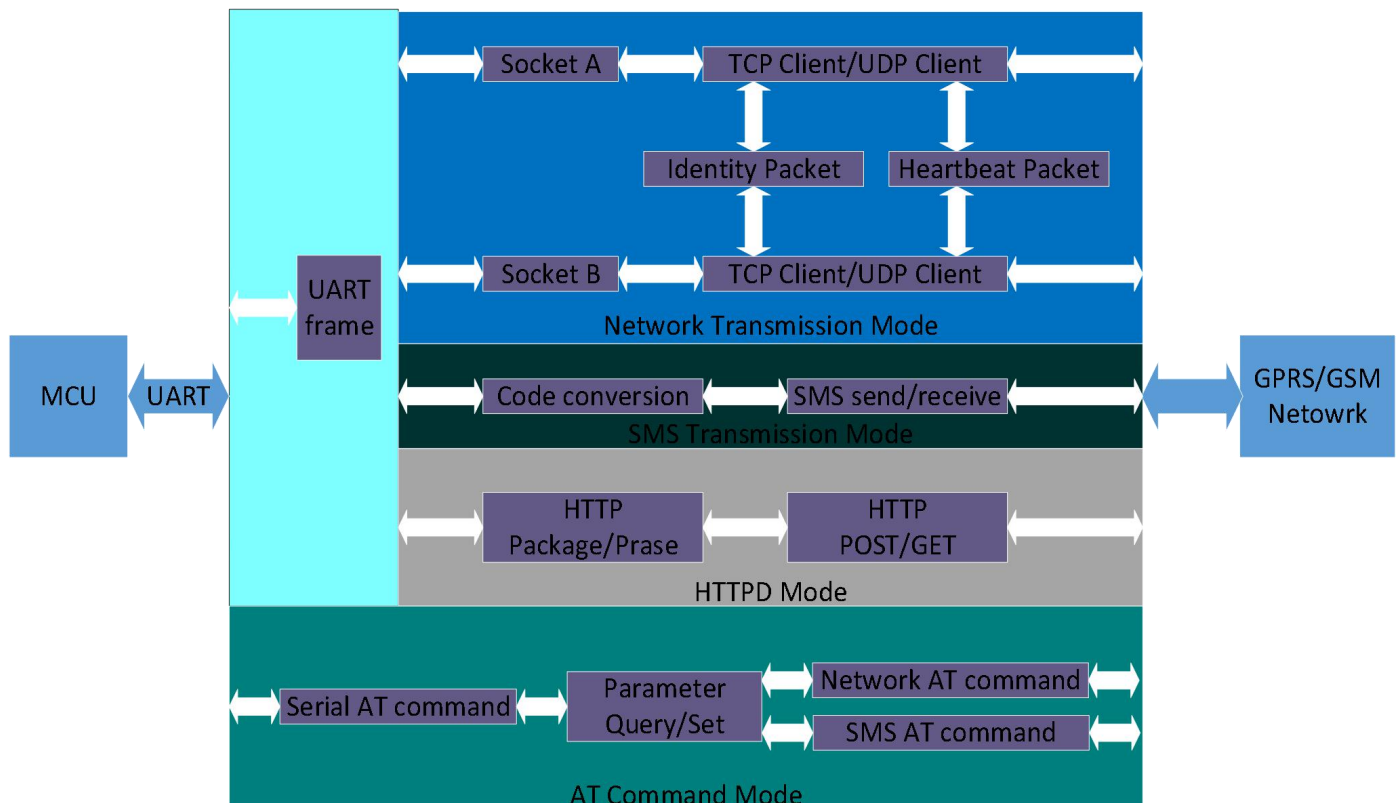 Socket A
TCP Client/UDP Client
Identity Packet
Heartbeat Packet
Socket B
TCP Client/UDP Client
Network Transmission Mode
UART
frame
MCU
UART
Code conversion
SMS send/receive
SMS Transmission Mode
GPRS/GSM
Netowrk
HTTP
Package/Prase
HTTP
POST/GET
HTTPD Mode
Serial AT command
Parameter
Query/Set
Network AT command
SMS AT command
AT Command Mode